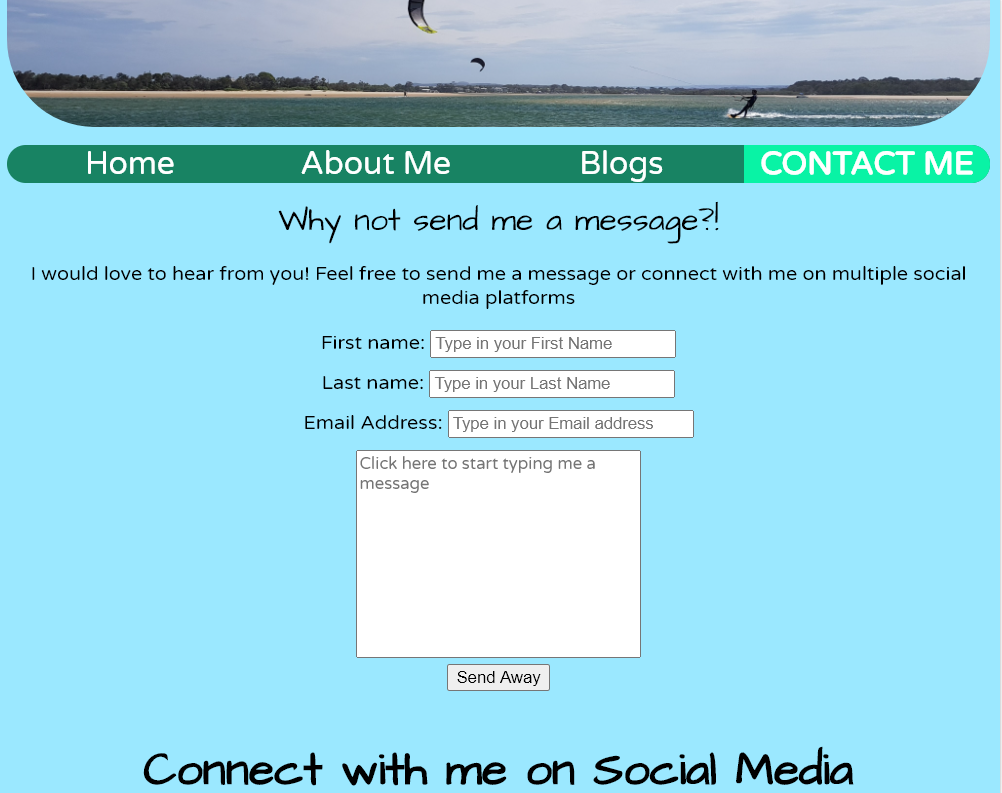 Home About Me Blogs CONTACT ME
Why not send me a message?!
I would love to hear from you! Feel free to send me a message or connect with me on multiple social
media platforms
First name: Type in your First Name
Last name: Type in your Last Name
Email Address: Type in your Email address
Click here to start typing me a
message
Send Away
Connect with me on Social Media